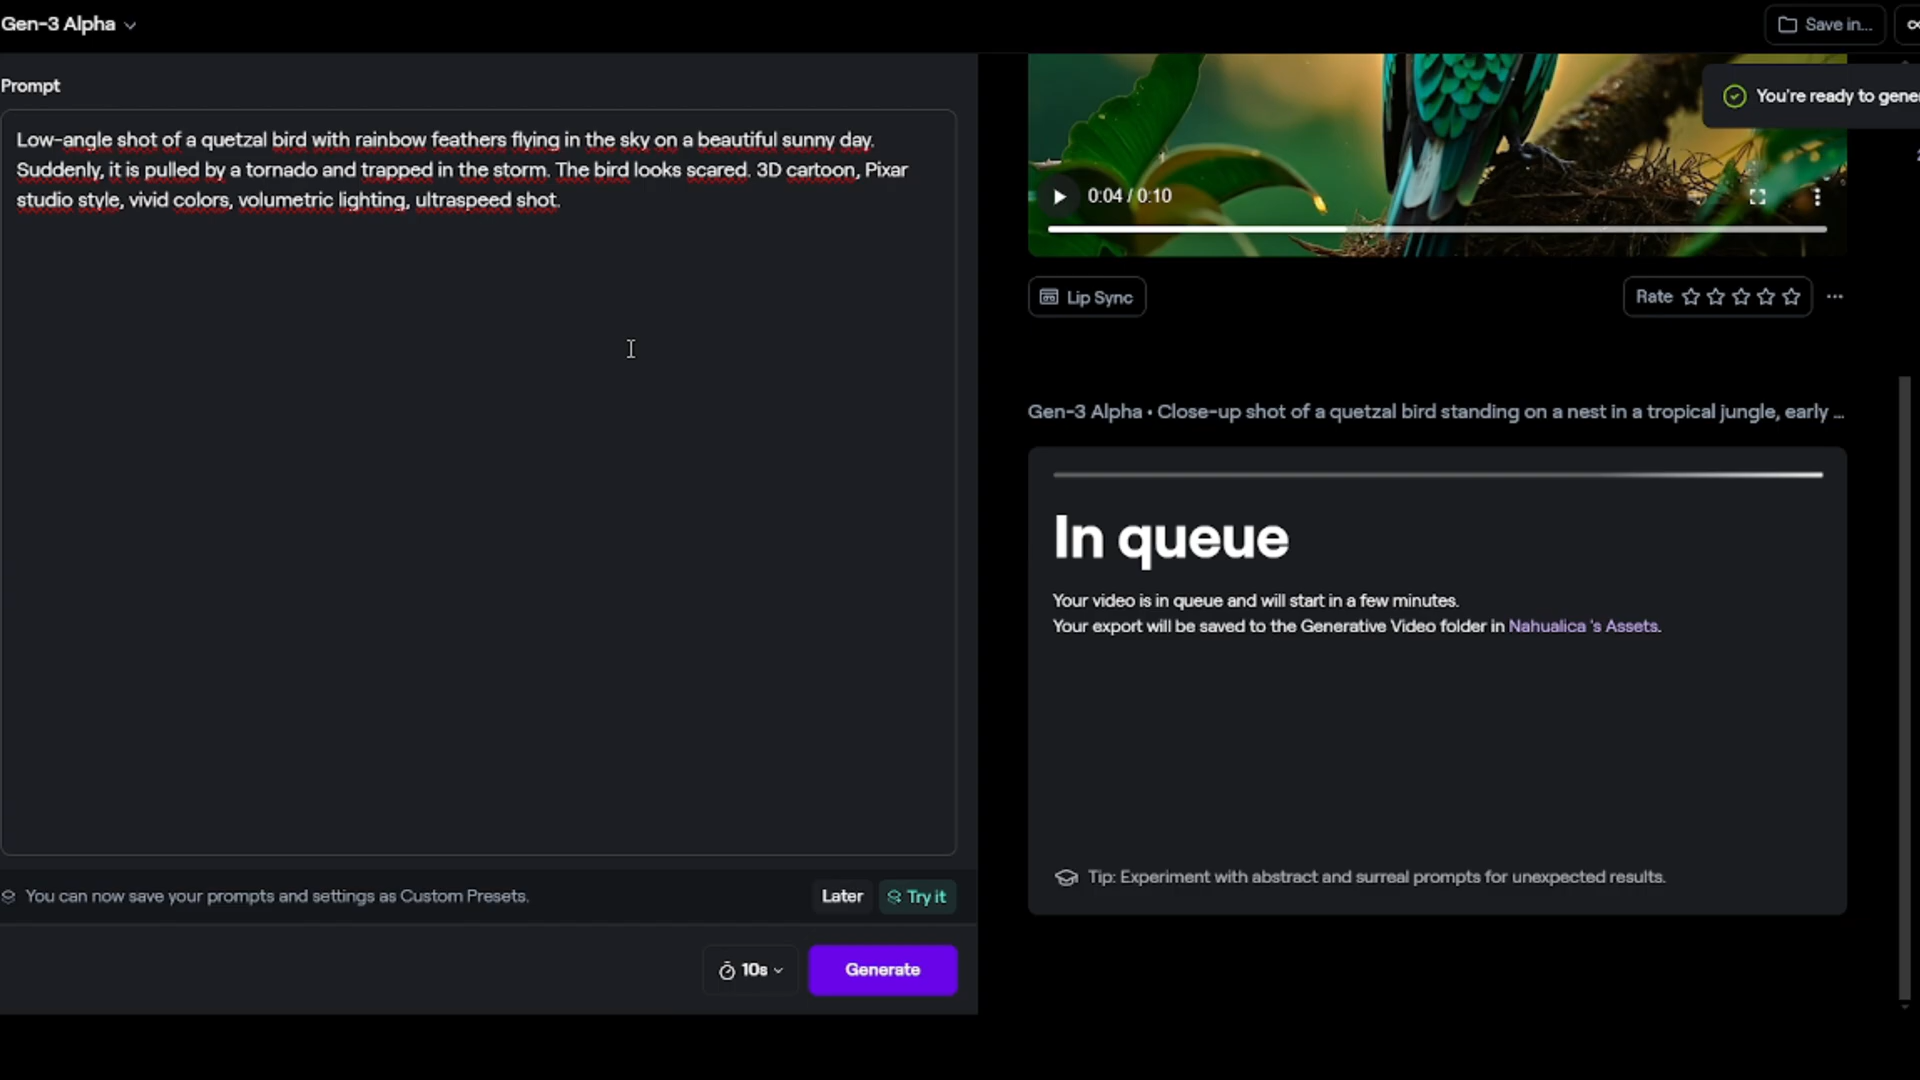 Gen-3 Alpha
Save in...
Prompt
You're ready to gene
Low-angle shot of a quetzal bird with rainbow feathers flying in the sky on a beautiful sunny day.
Suddenly, it is pulled by a tornado and trapped in the storm. The bird looks scared. 3D cartoon, Pixar
studio style, vivid colors, volumetric lighting, ultraspeed shot.
0:04 / 0:10
Lip Sync
Rate
Gen-3 Alpha • Close-up shot of a quetzal bird standing on a nest in a tropical jungle, early ...
In queue
Your video is in queue and will start in a few minutes.
Your export will be saved to the Generative Video folder in Nahualica 's Assets.
Tip: Experiment with abstract and surreal prompts for unexpected results.
You can now save your prompts and settings as Custom Presets.
Later
Try it
10s
Generate